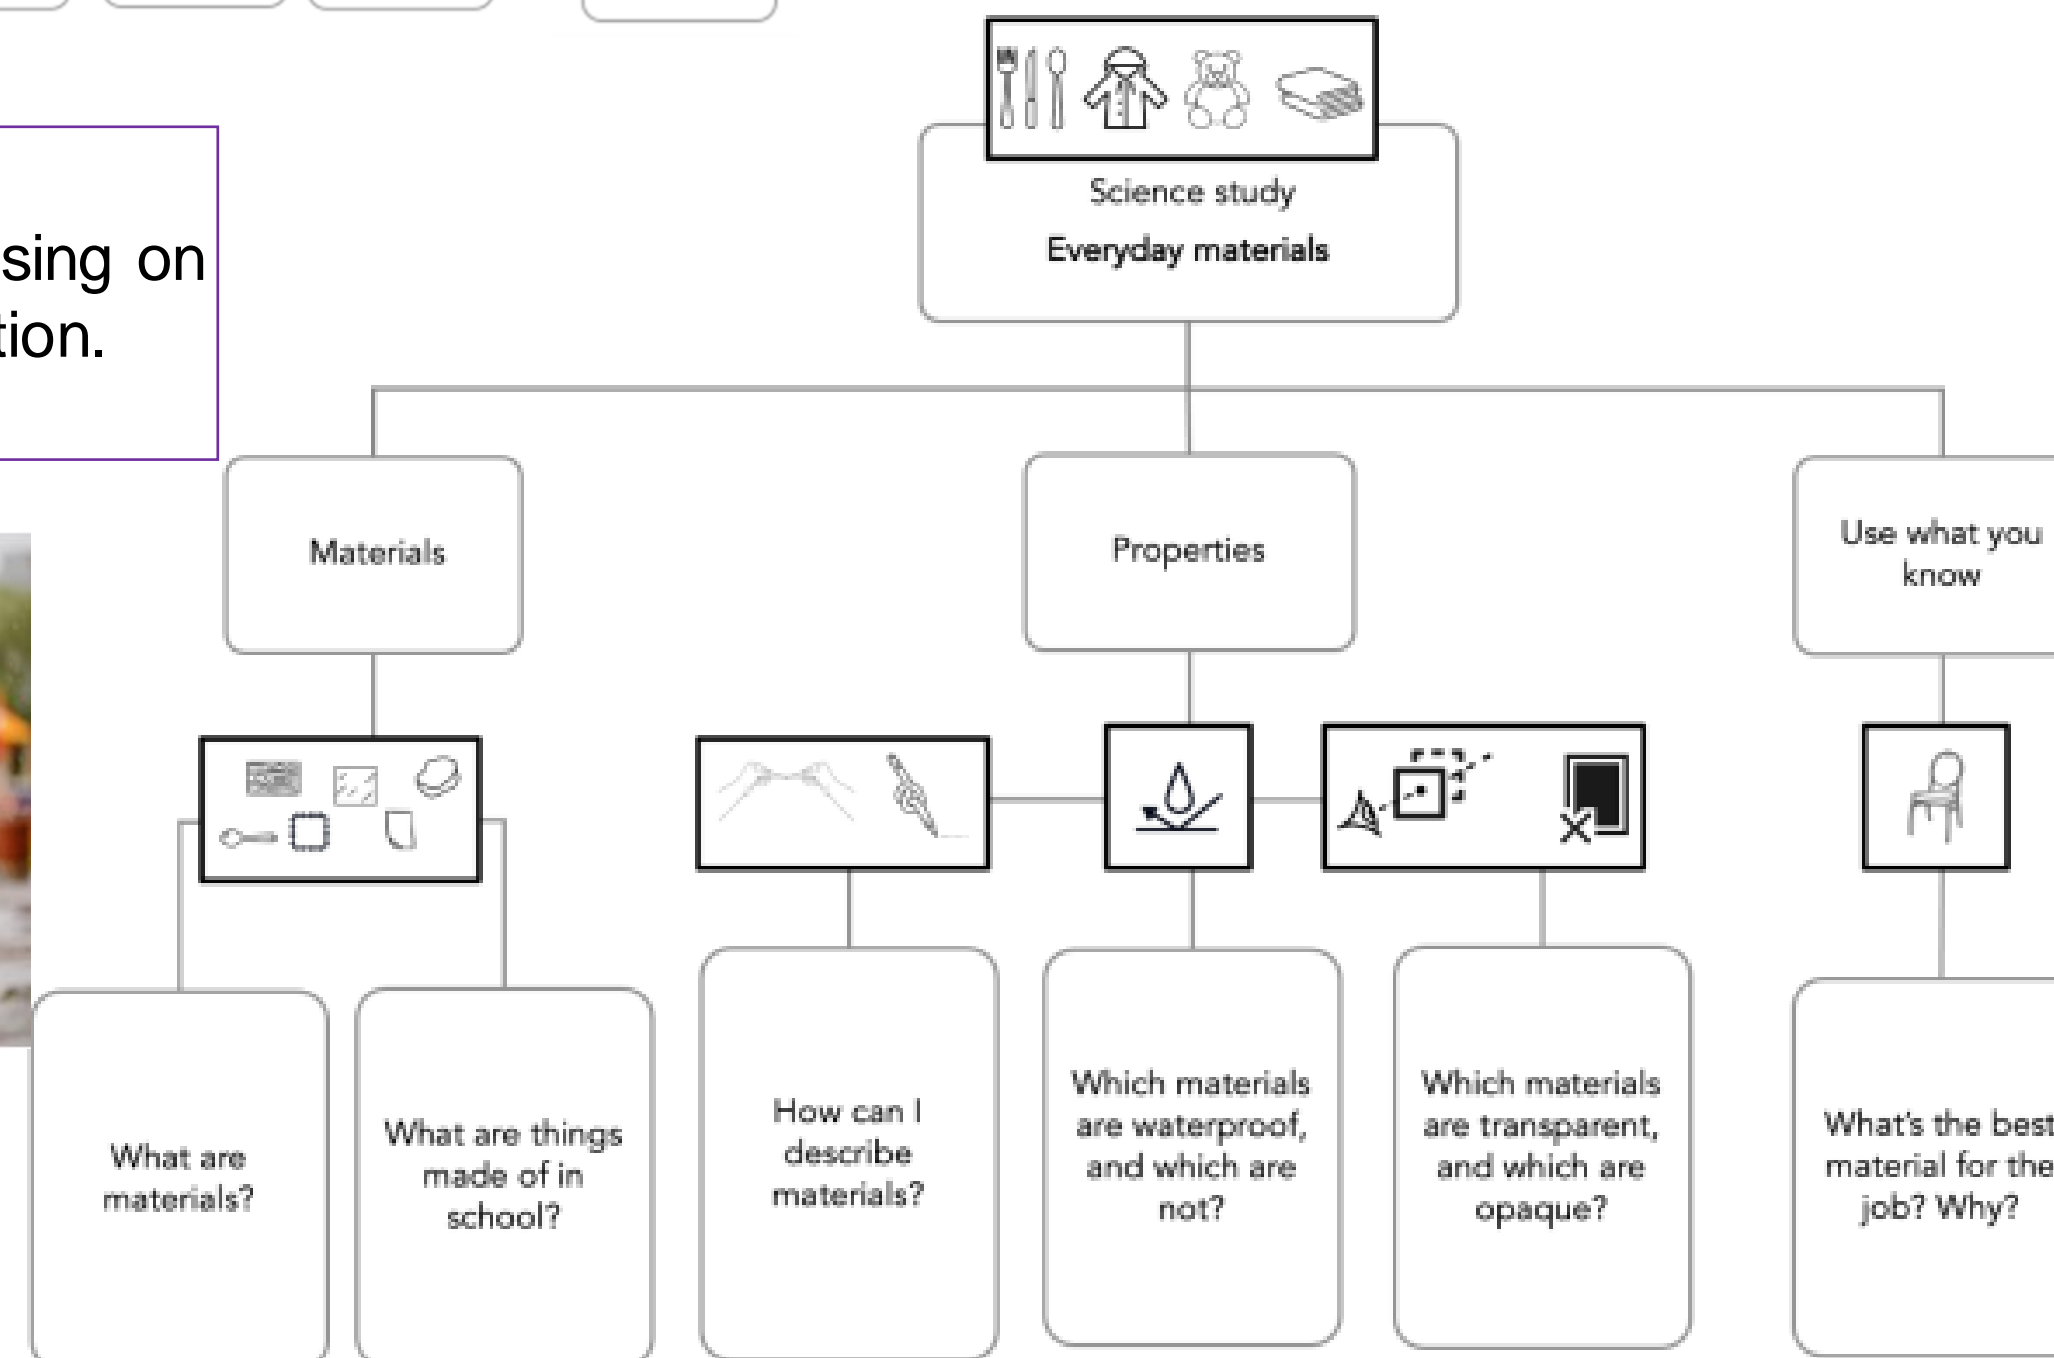 sing on
tion.
Science study
Everyday materials
Materials
Properties
Use what you
know
What are
materials?
What are things
made of in
school?
How can I
describe
materials?
Which materials
are waterproof,
and which are
not?
Which materials
are transparent,
and which are
opaque?
What's the best
material for the
job? Why?